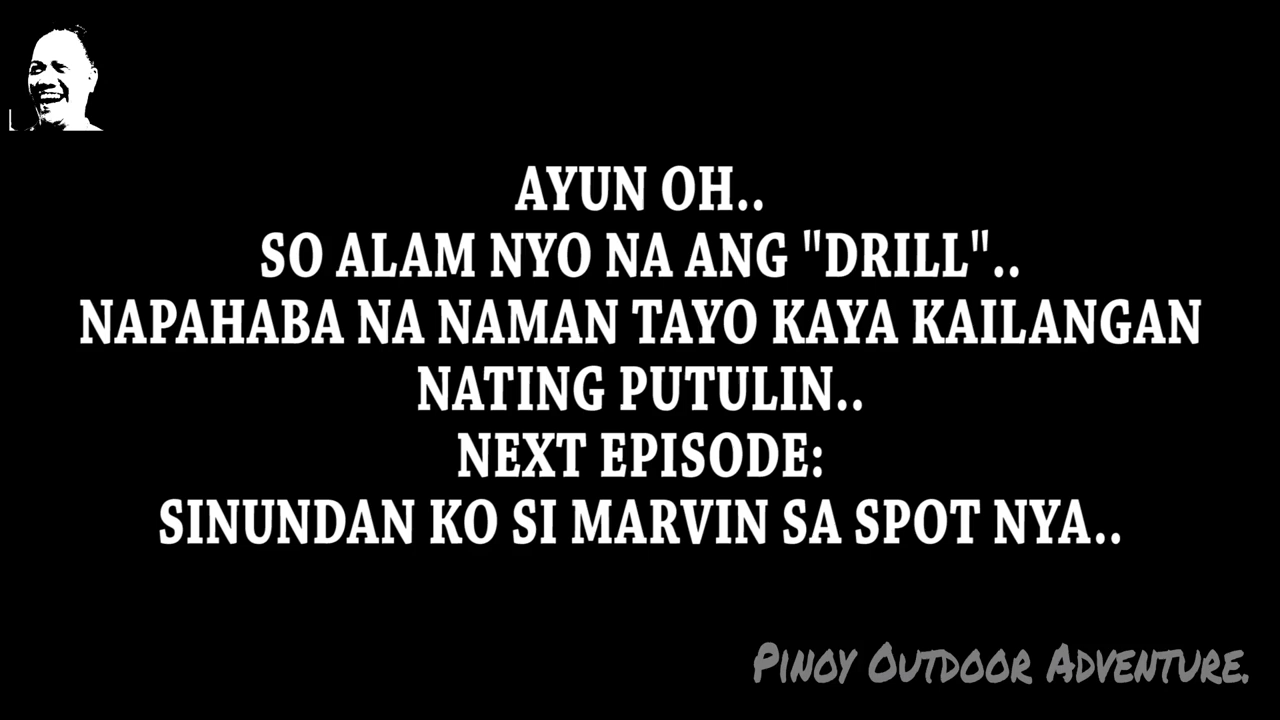 AYUN OH..
SO ALAM NYO NA ANG "DRILL"..
NAPAHABA NA NAMAN TAYO KAYA KAILANGAN
NATING PUTULIN..
NEXT EPISODE:
SINUNDAN KO SI MARVIN SA SPOT NYA..
PINOY OUTDOOR ADVENTURE.